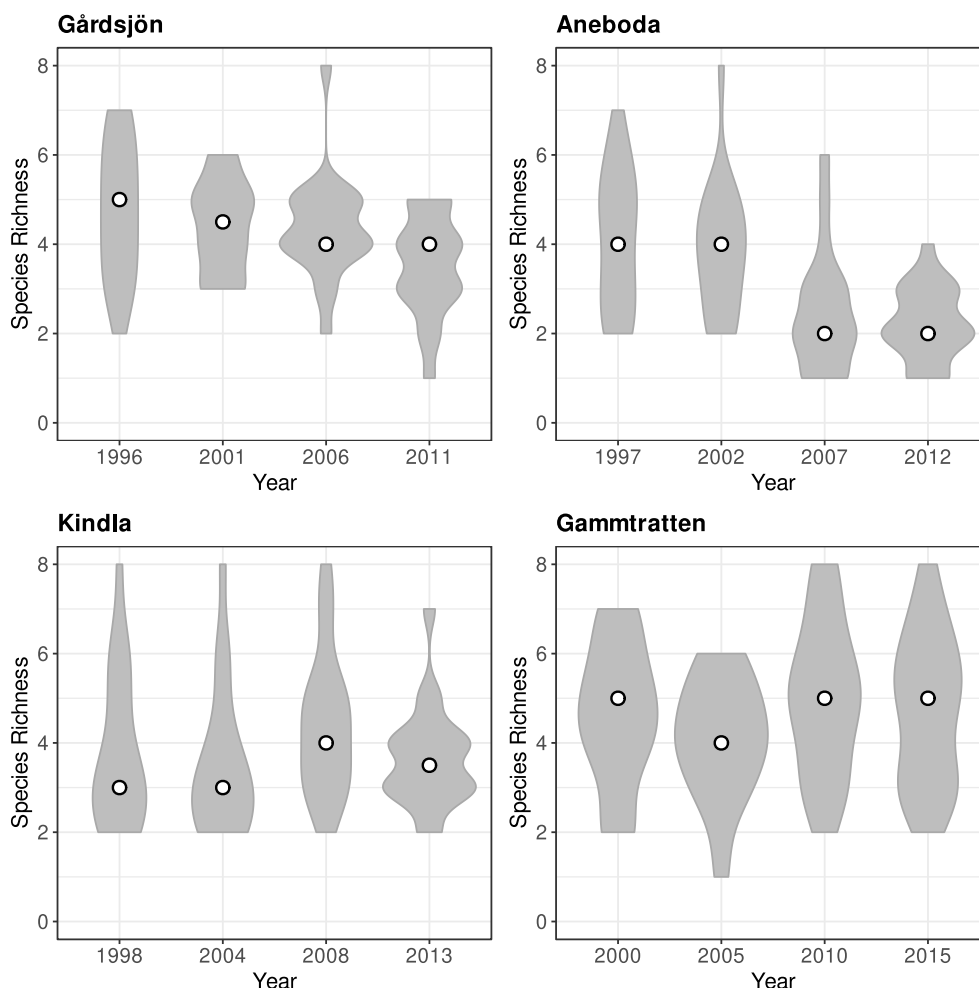 Gårdsjön
Species Richness
8
6
4
2
0
1996 2001 2006 2011
Year
Aneboda
Species Richness
8
6
4
2
0
1997 2002 2007 2012
Year
Kindla
Species Richness
8
6
4
2
0
1998 2004 2008 2013
Year
Gammtratten
Species Richness
8
6
4
2
0
2000 2005 2010 2015
Year